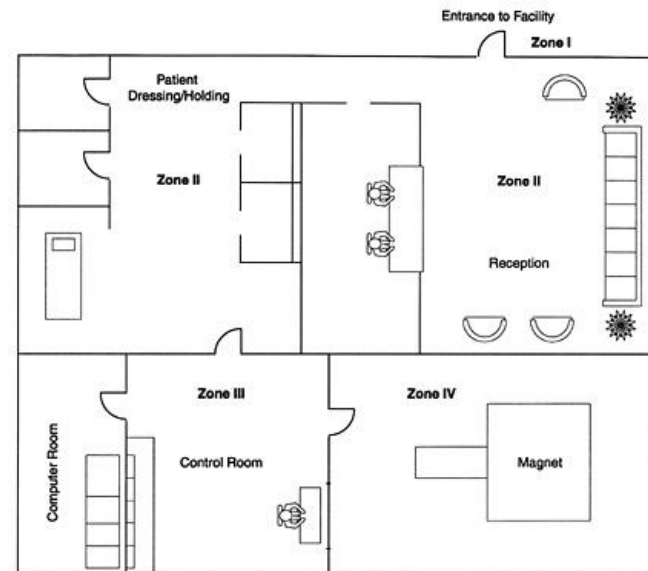 Entrance to Facility
Zone I
Patient
Dressing/Holding
Zone II
Zone II
Reception
Zone III
Zone IV
Computer Room
Control Room
Magnet